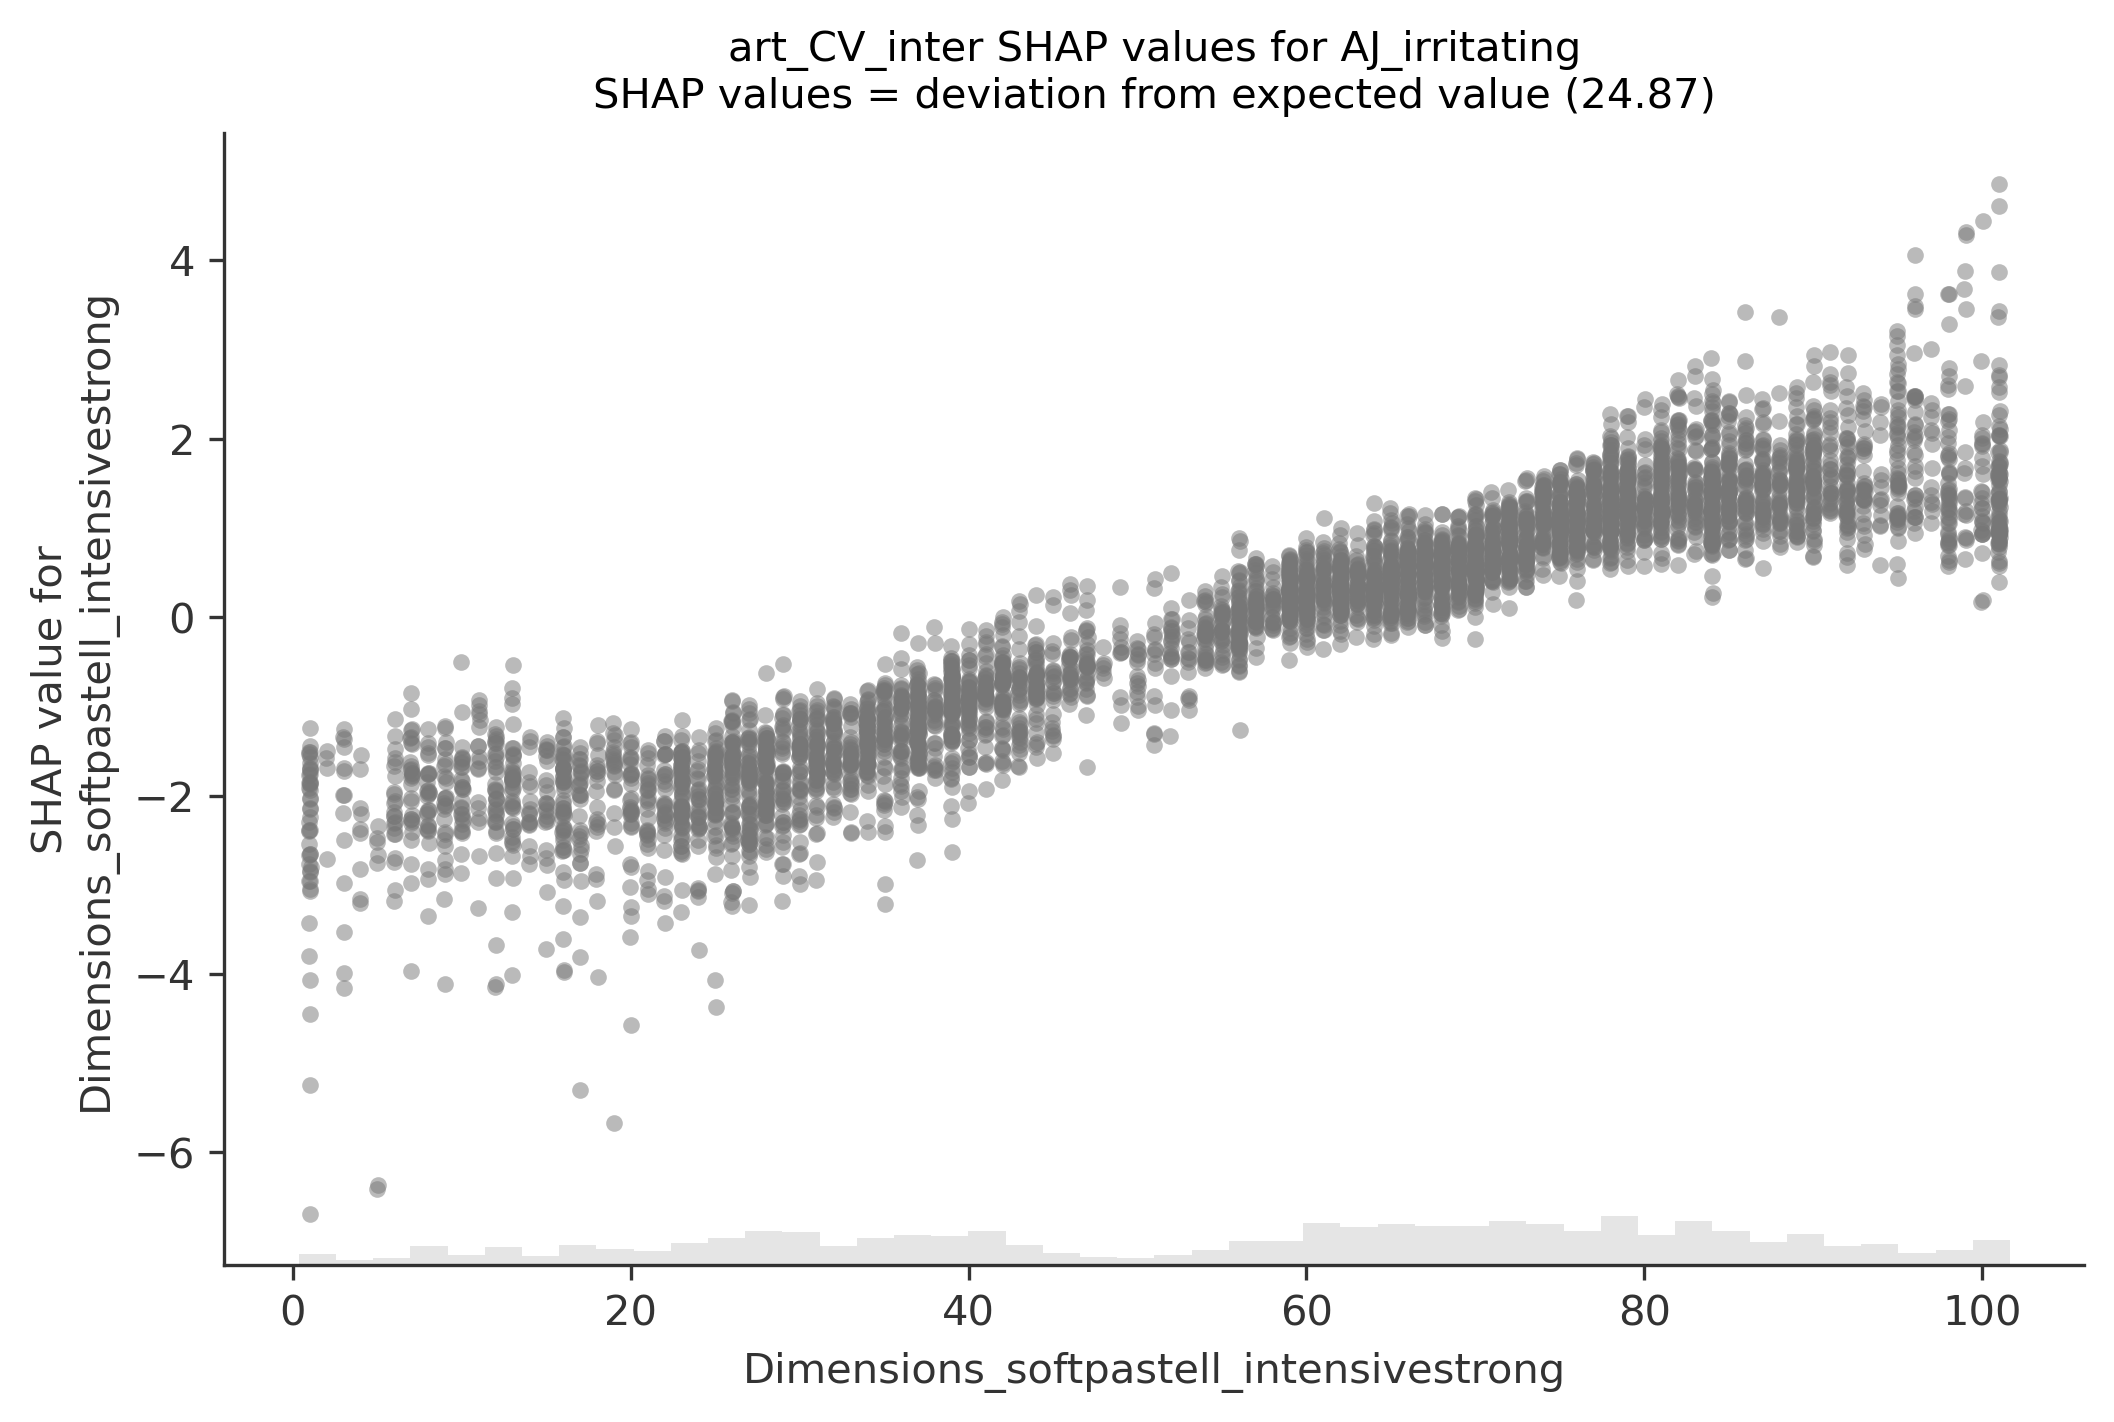 art_CV_inter SHAP values for AJ_irritating
SHAP values = deviation from expected value (24.87)
SHAP value for
Dimensions_softpastell_intensivestrong
4
2
0
−2
−4
−6
0
20
40
60
80
100
Dimensions_softpastell_intensivestrong